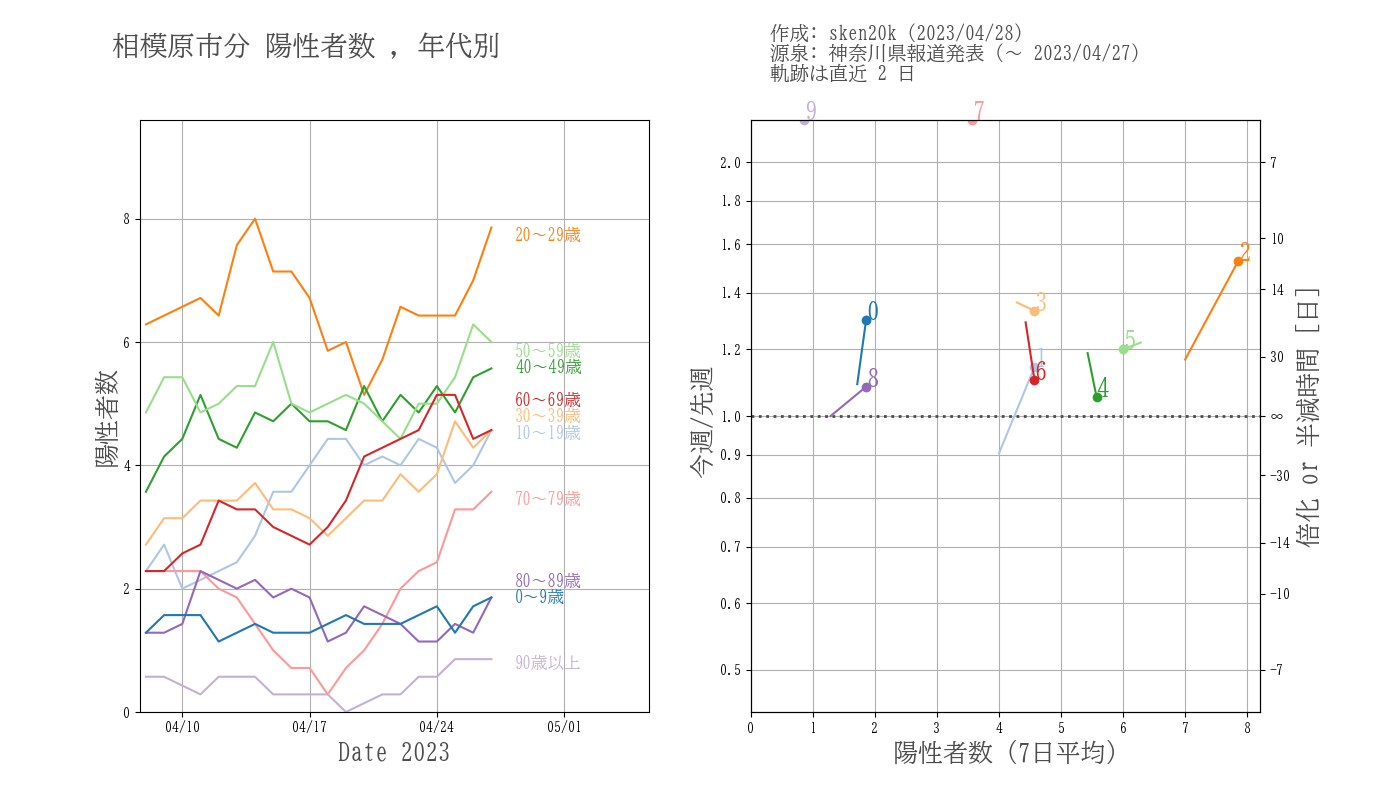 相模原市分 陽性者数 , 年代別
作成: sken20k (2023/04/28)
源泉: 神奈川県報道発表 (～ 2023/04/27)
軌跡は直近 2 日
陽性者数
8
6
4
2
0
04/10
04/17
04/24
05/01
Date 2023
20～29歳
50～59歳
40～49歳
60～69歳
30～39歳
10～19歳
70～79歳
80～89歳
0～9歳
90歳以上
今週/先週
2.0
1.8
1.6
1.4
1.2
1.0
0.9
0.8
0.7
0.6
0.5
9
7
2
3
0
1
5
6
8
4
0
1
2
3
4
5
6
7
8
陽性者数 (7日平均)
7
10
14
30
∞
-30
-14
-10
-7
倍化 or 半減時間 [日]